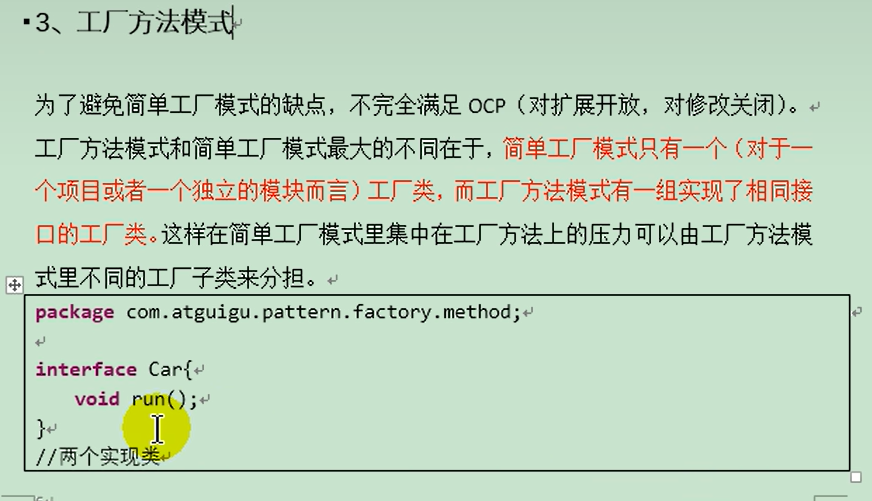 ▪3、工厂方法模式
为了避免简单工厂模式的缺点，不完全满足 OCP（对扩展开放，对修改关闭）。
工厂方法模式和简单工厂模式最大的不同在于，简单工厂模式只有一个（对于一
个项目或者一个独立的模块而言）工厂类，而工厂方法模式有一组实现了相同接
口的工厂类。这样在简单工厂模式里集中在工厂方法上的压力可以由工厂方法模
式里不同的工厂子类来分担。
package com.atguigu.pattern.factory.method;
interface Car{
void run();
}
//两个实现类